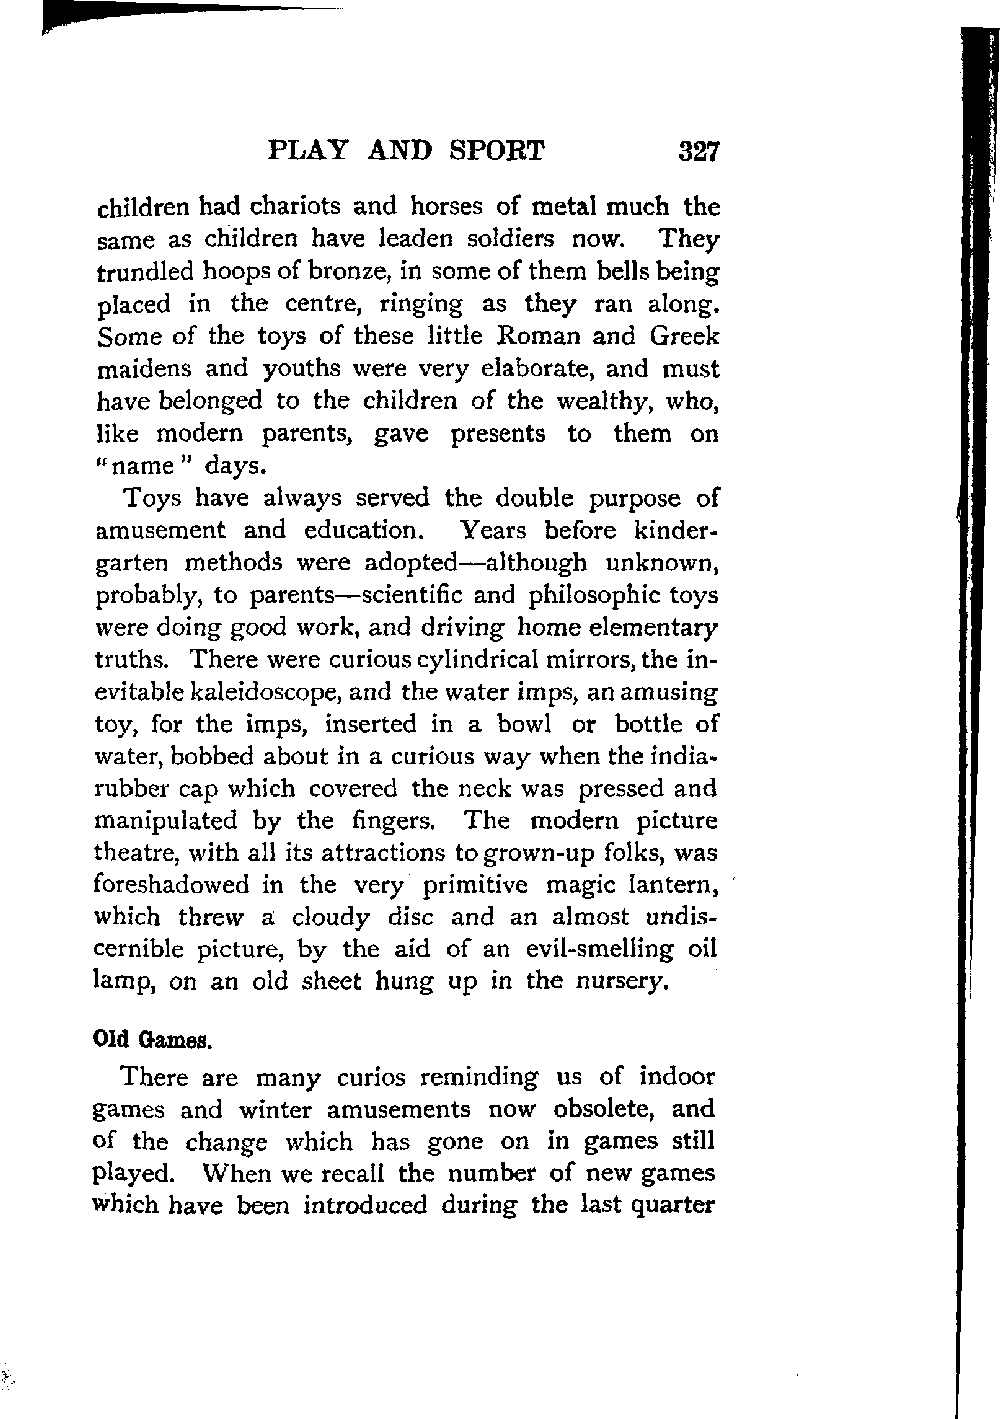 PLAY AND SPORT 327
children had chariots and horses of metal much the
same as children have leaden soldiers now. They
trundled hoops of bronze, in some of them bells being
placed in the centre, ringing as they ran along.
Some of the toys of these little Roman and Greek
maidens and youths were very elaborate, and must
have belonged to the children of the wealthy, who,
like modern parents, gave presents to them on
"name" days.
Toys have always served the double purpose of
amusement and education. Years before kinder-
garten methods were adopted—although unknown,
probably, to parents—scientific and philosophic toys
were doing good work, and driving home elementary
truths. There were curious cylindrical mirrors, the in-
evitable kaleidoscope, and the water imps, an amusing
toy, for the imps, inserted in a bowl or bottle of
water, bobbed about in a curious way when the india-
rubber cap which covered the neck was pressed and
manipulated by the fingers. The modern picture
theatre, with all its attractions to grown-up folks, was
foreshadowed in the very primitive magic lantern,
which threw a cloudy disc and an almost undis-
cernible picture, by the aid of an evil-smelling oil
lamp, on an old sheet hung up in the nursery.
Old Games.
There are many curios reminding us of indoor
games and winter amusements now obsolete, and
of the change which has gone on in games still
played. When we recall the number of new games
which have been introduced during the last quarter